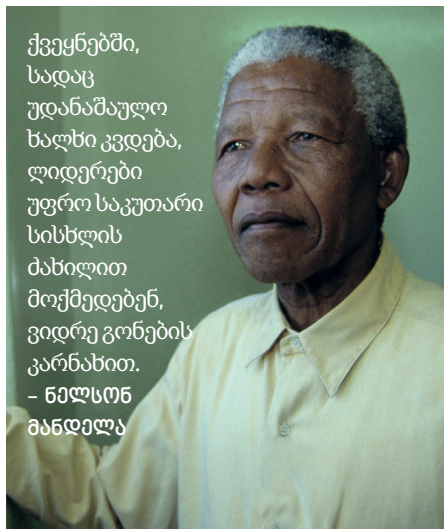 ქვეყნებში,
სადაც
უდანაშაულო
ხალხი კვდება,
ლიდერები
უფრო საკუთარი
სისხლის
ძახილით
მოქმედებენ,
ვიდრე გონების
კარნახით.
– ნელსონ
მანდელა